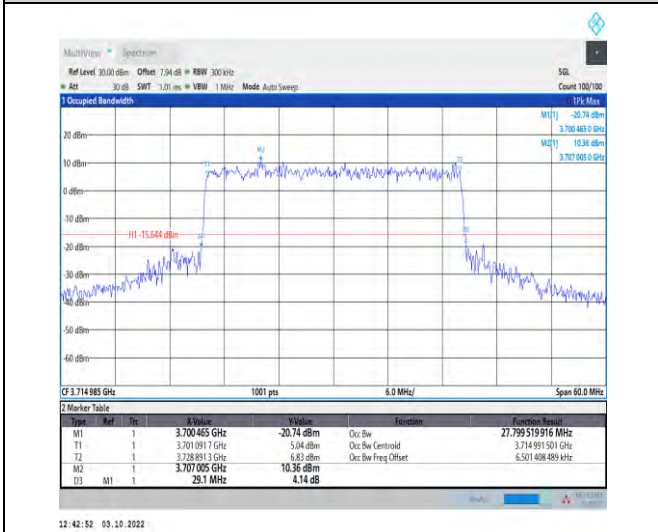 MultiView Spectrum
Ref Level 30.00 dBm Offset 7.94 dB RBW 300 kHz SGL
Att 30 dB SWT 1.01 ms VBW 1 MHz Mode Auto Sweep Count 100/100
1 Occupied Bandwidth 1Pk Max
M1[1] -20.74 dBm
3.700 465 0 GHz
M2[1] 10.36 dBm
3.707 005 0 GHz
20 dBm
10 dBm
0 dBm
-10 dBm
H1 -15.644 dBm
-20 dBm
-30 dBm
-40 dBm
-50 dBm
-60 dBm
M2
T1
CF 3.714 985 GHz 1001 pts 6.0 MHz/ Span 60.0 MHz
2 Marker Table
Type Ref Trc X-Value Y-Value Function Function Result
M1 1 3.700 465 GHz -20.74 dBm Occ Bw 27.799 519 916 MHz
T1 1 3.701 091 7 GHz 5.04 dBm Occ Bw Centroid 3.714 991 501 GHz
T2 1 3.728 891 3 GHz 6.83 dBm Occ Bw Freq Offset 6.501 408 489 kHz
M2 1 3.707 005 GHz 10.36 dBm
D3 M1 1 29.1 MHz 4.14 dB
12:42:52 03.10.2022